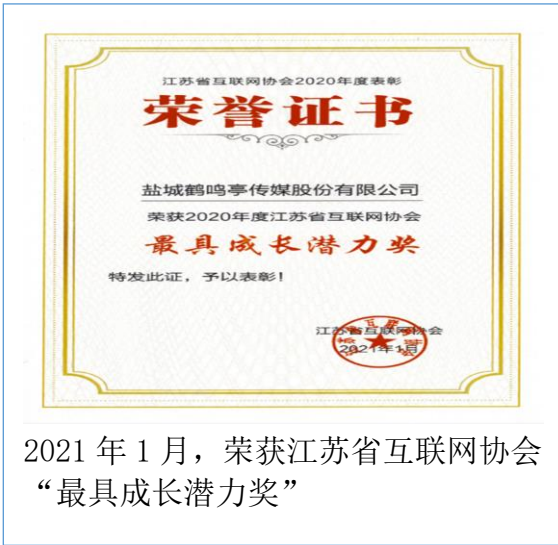 江苏省互联网协会2020年度表彰
荣誉证书
盐城鹤鸣亭传媒股份有限公司
荣获2020年度江苏省互联网协会
最具成长潜力奖
特发此证，予以表彰！
江苏省互联网协会
2021年1月
2021 年 1 月，荣获江苏省互联网协会
“最具成长潜力奖”